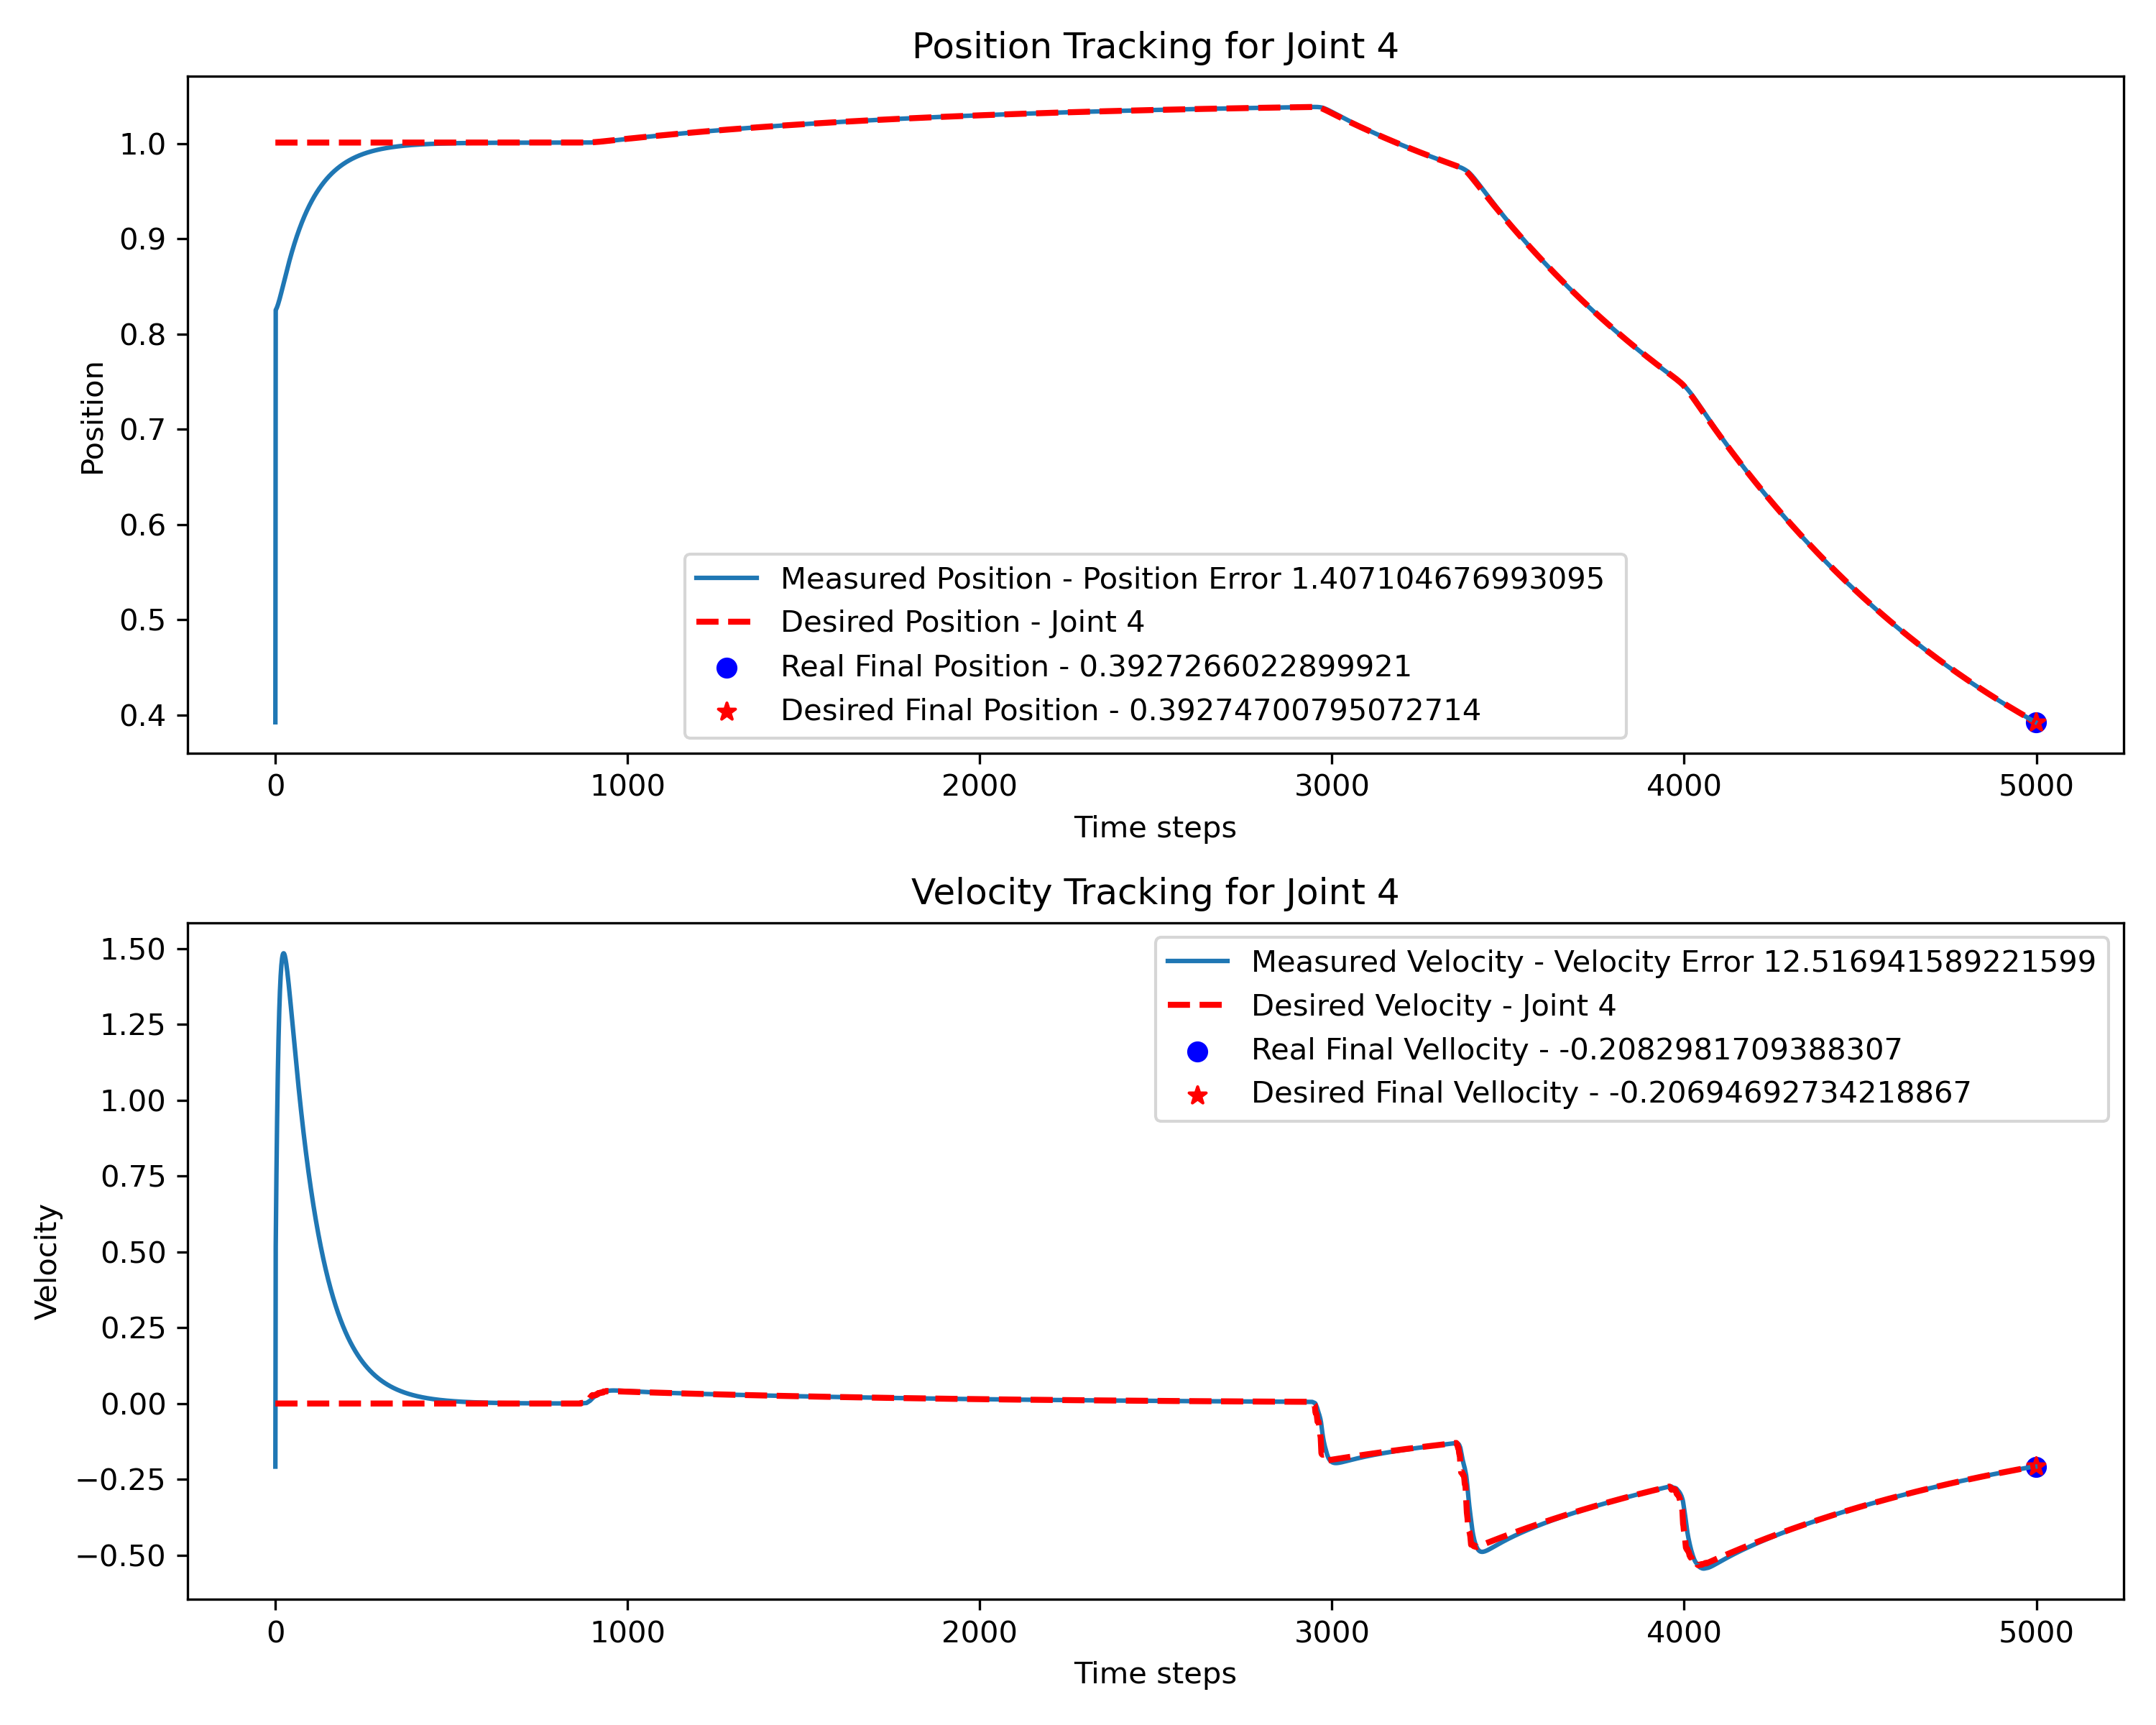 Position Tracking for Joint 4
1.0
0.9
0.8
0.7
0.6
0.5
0.4
Position
Measured Position - Position Error 1.407104676993095
Desired Position - Joint 4
Real Final Position - 0.3927266022899921
Desired Final Position - 0.39274700795072714
0 1000 2000 3000 4000 5000
Time steps
Velocity Tracking for Joint 4
1.50
1.25
1.00
0.75
0.50
0.25
0.00
−0.25
−0.50
Velocity
Measured Velocity - Velocity Error 12.516941589221599
Desired Velocity - Joint 4
Real Final Vellocity - -0.2082981709388307
Desired Final Vellocity - -0.20694692734218867
0 1000 2000 3000 4000 5000
Time steps